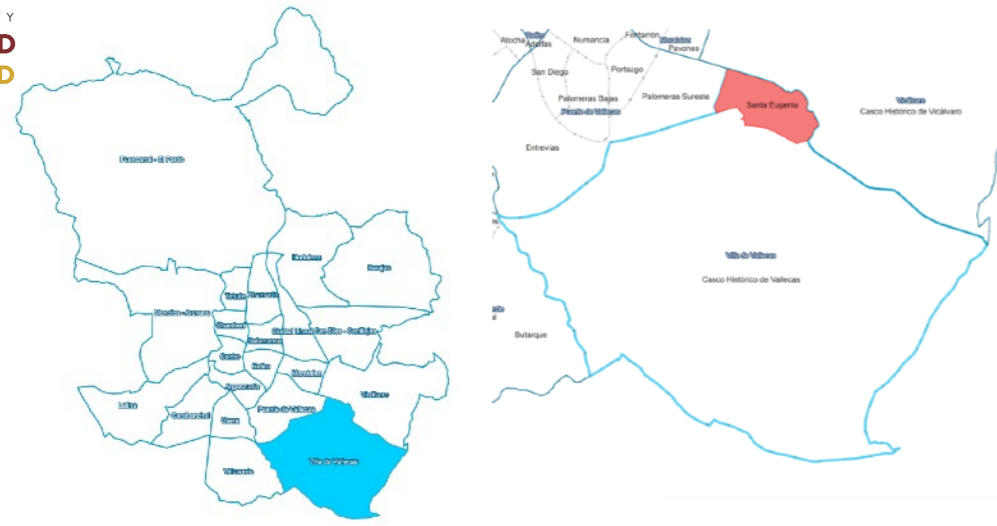 Y
D
D
Fuencarral - El Pardo
Barajas
Tetuán
Chamartín
Moncloa - Aravaca
Chamberí
Ciudad Lineal
San Blas - Canillejas
Salamanca
Centro
Retiro
Moratalaz
Arganzuela
Vicálvaro
Latina
Carabanchel
Usera
Puente de Vallecas
Villa de Vallecas
Villaverde
Atocha
Adelfas
Numancia
Fontarrón
Moratalaz
Pavones
San Diego
Portazgo
Palomeras Bajas
Palomeras Sureste
Puente de Vallecas
Entrevías
Santa Eugenia
Vicálvaro
Casco Histórico de Vicálvaro
Villa de Vallecas
Casco Histórico de Vallecas
Butarque